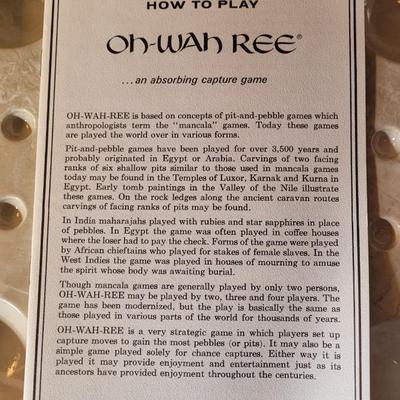 HOW TO PLAY
Oh-Wah Ree®
...an absorbing capture game
OH-WAH-REE is based on concepts of pit-and-pebble games which
anthropologists term the "mancala" games. Today these games
are played the world over in various forms.
Pit-and-pebble games have been played for over 3,500 years and
probably originated in Egypt or Arabia. Carvings of two facing
ranks of six shallow pits similar to those used in mancala games
today may be found in the Temples of Luxor, Karnak and Kurna in
Egypt. Early tomb paintings in the Valley of the Nile illustrate
these games. On the rock ledges along the ancient caravan routes
carvings of facing ranks of pits may be found.
In India maharajahs played with rubies and star sapphires in place
of pebbles. In Egypt the game was often played in coffee houses
where the loser had to pay the check. Forms of the game were played
by African chieftains who played for stakes of female slaves. In the
West Indies the game was played in houses of mourning to amuse
the spirit whose body was awaiting burial.
Though mancala games are generally played by only two persons,
OH-WAH-REE may be played by two, three and four players. The
game has been modernized, but the play is basically the same as
those played in various parts of the world for thousands of years.
OH-WAH-REE is a very strategic game in which players set up
capture moves to gain the most pebbles (or pits). It may also be a
simple game played solely for chance captures. Either way it is
played it may provide enjoyment and entertainment just as its
ancestors have provided enjoyment throughout the centuries.